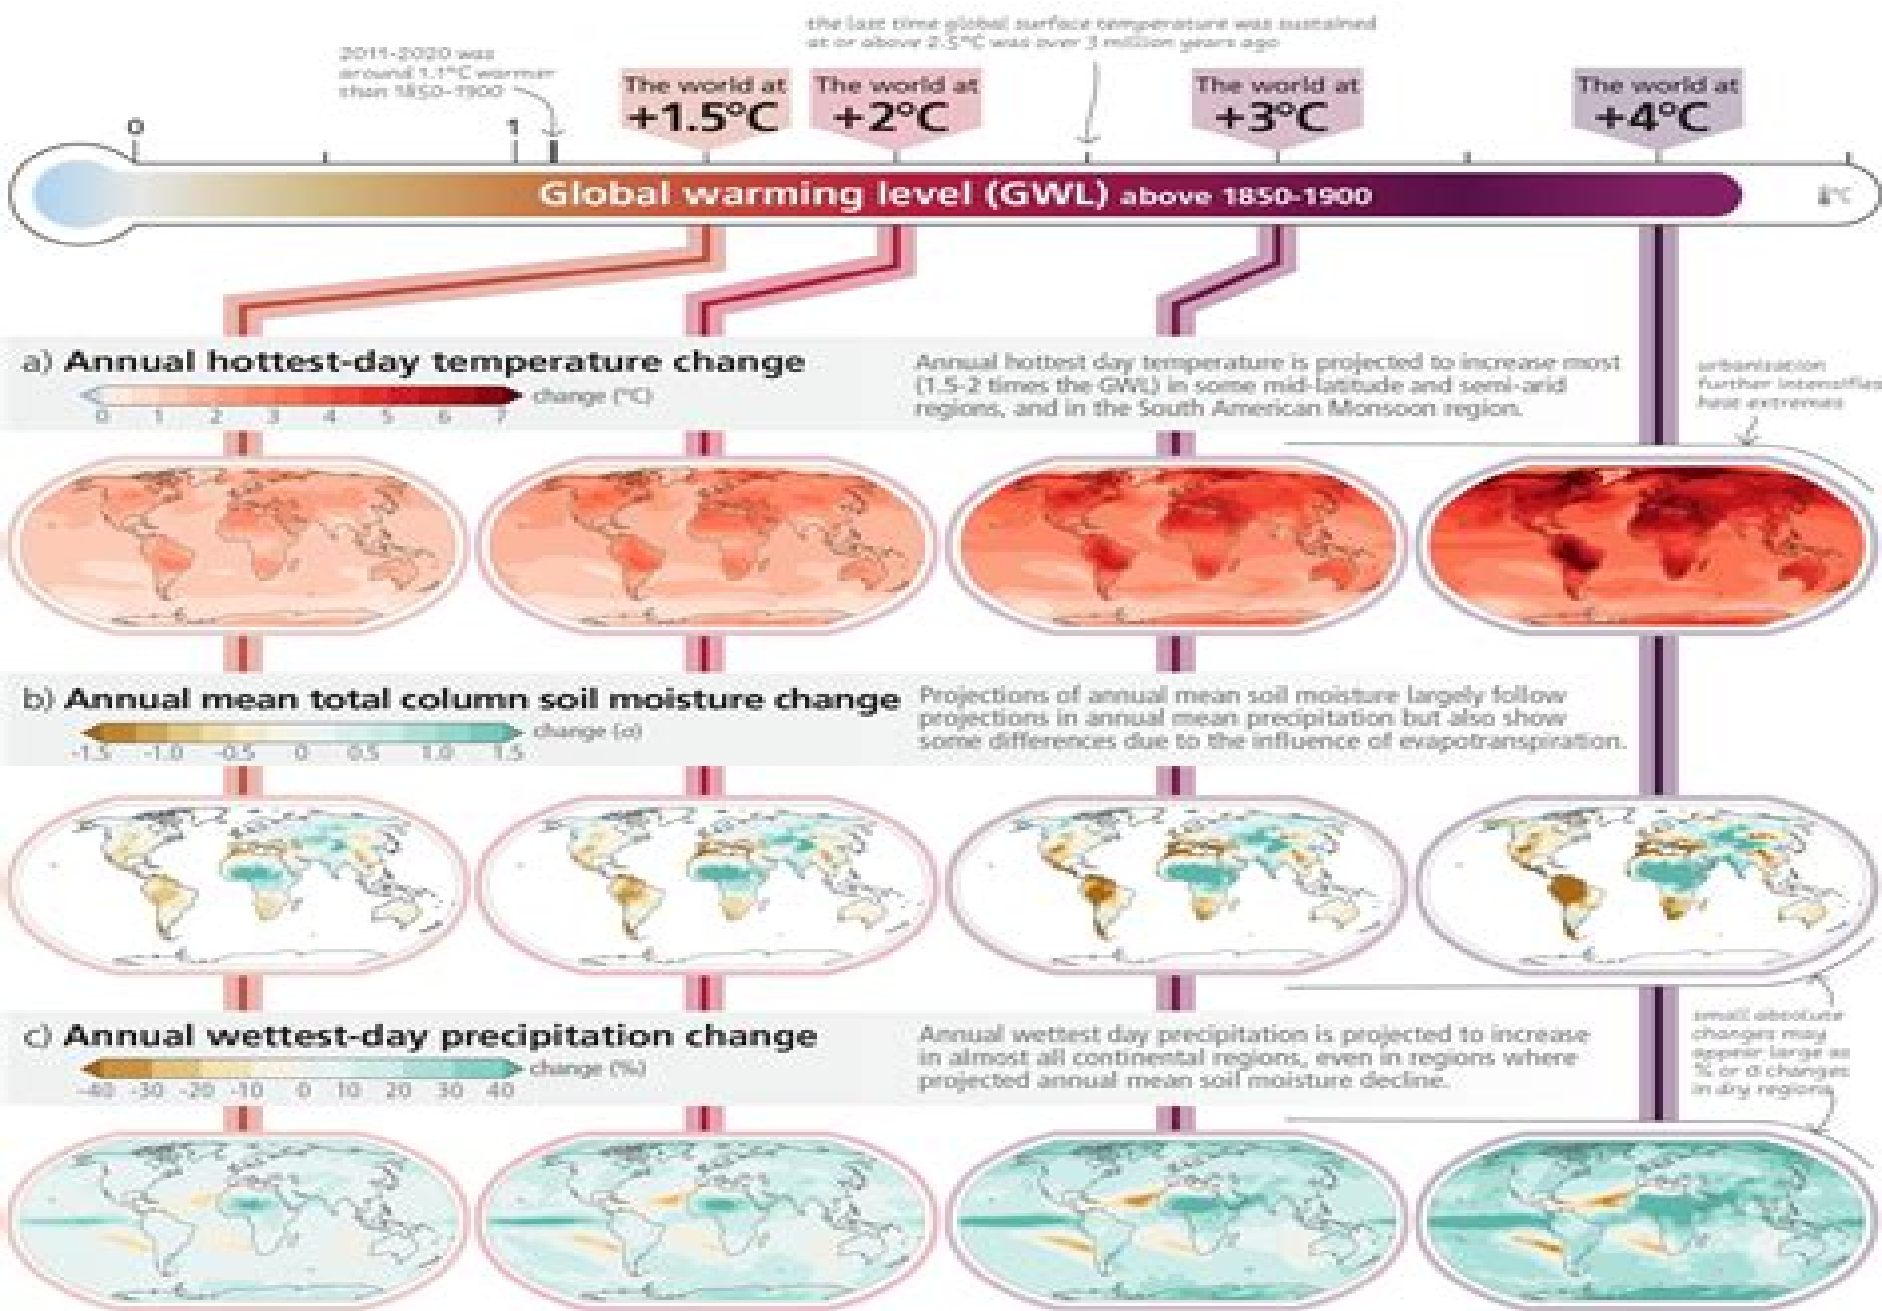 the last time global surface temperature was sustained
at or above 2.5°C was over 3 million years ago
2011-2020 was
around 1.1°C warmer
than 1850-1900
The world at
+1.5°C
The world at
+2°C
The world at
+3°C
The world at
+4°C
0
1
Global warming level (GWL) above 1850-1900
°C
a) Annual hottest-day temperature change
change (°C)
0 1 2 3 4 5 6 7
Annual hottest day temperature is projected to increase most
(1.5-2 times the GWL) in some mid-latitude and semi-arid
regions, and in the South American Monsoon region.
urbanisation
further intensifies
heat extremes
b) Annual mean total column soil moisture change
change (σ)
-1.5 -1.0 -0.5 0 0.5 1.0 1.5
Projections of annual mean soil moisture largely follow
projections in annual mean precipitation but also show
some differences due to the influence of evapotranspiration.
c) Annual wettest-day precipitation change
change (%)
-40 -30 -20 -10 0 10 20 30 40
Annual wettest day precipitation is projected to increase
in almost all continental regions, even in regions where
projected annual mean soil moisture decline.
small absolute
changes may
appear large as
% or σ changes
in dry regions